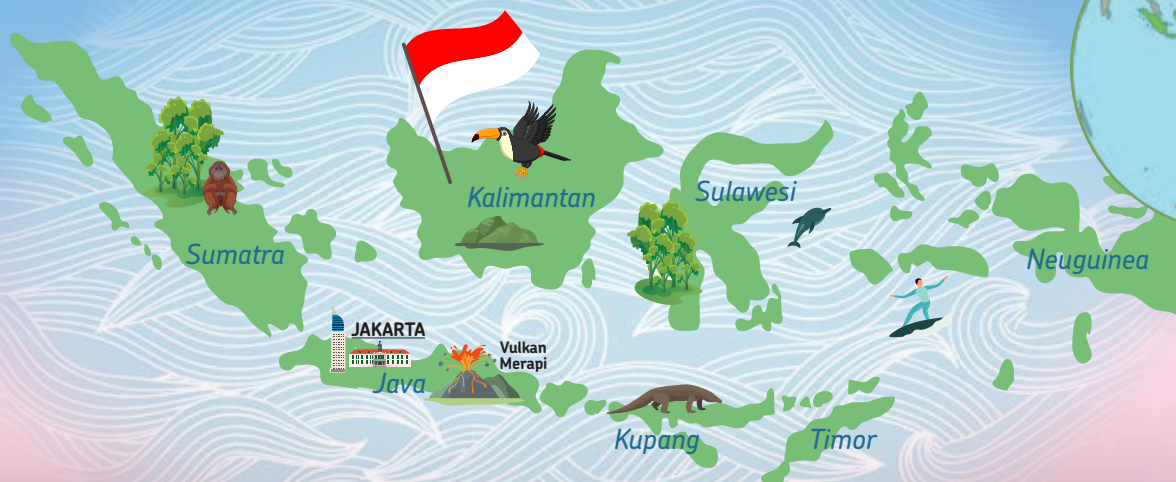 Kalimantan
Sulawesi
Sumatra
Neuguinea
JAKARTA
Vulkan
Merapi
Java
Kupang
Timor